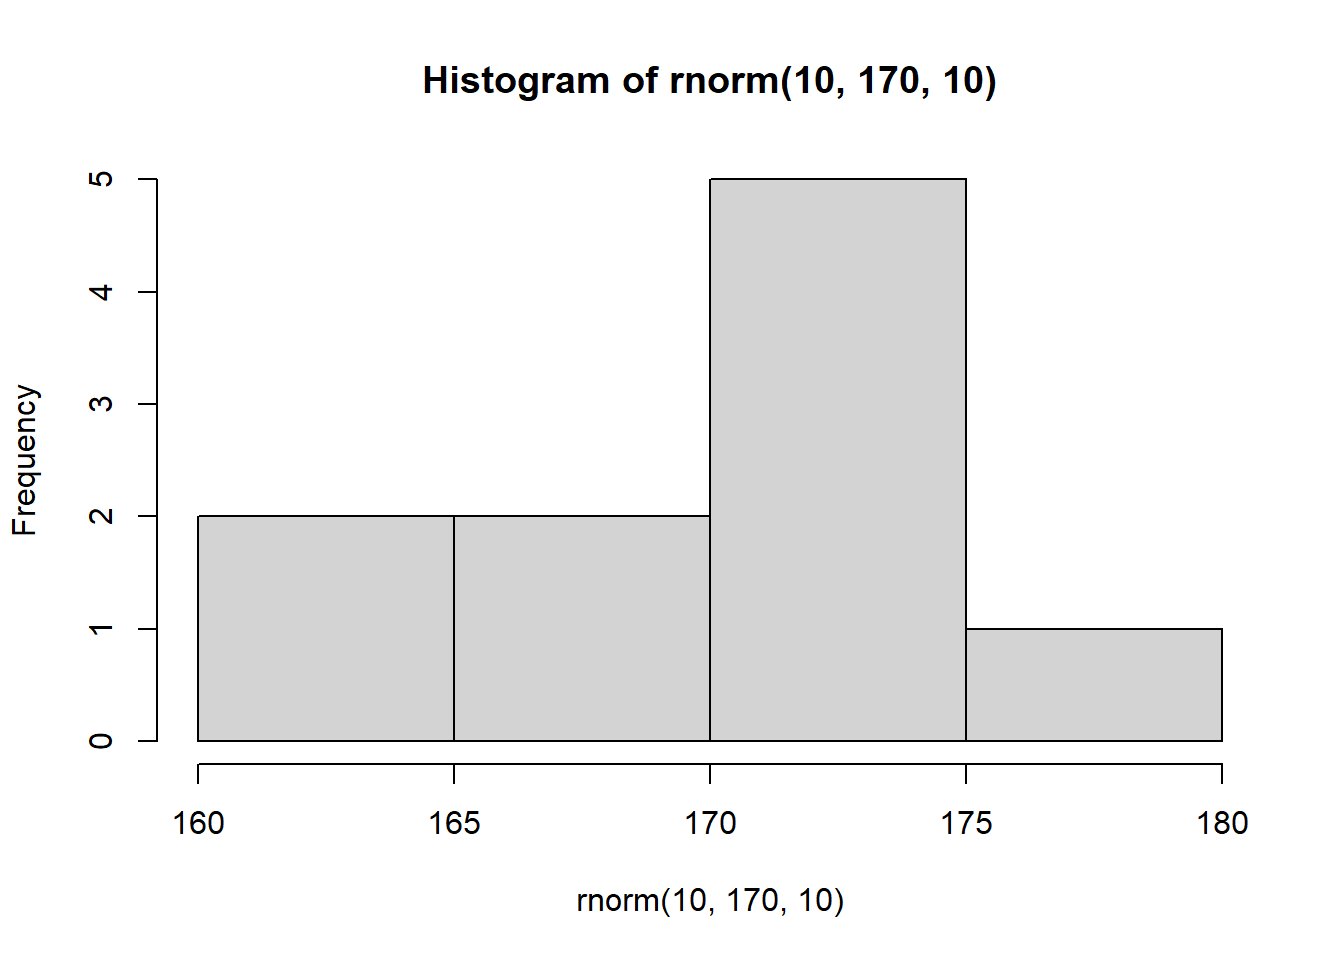 Histogram of rnorm(10, 170, 10)
Frequency
5
4
3
2
1
0
160 165 170 175 180
rnorm(10, 170, 10)